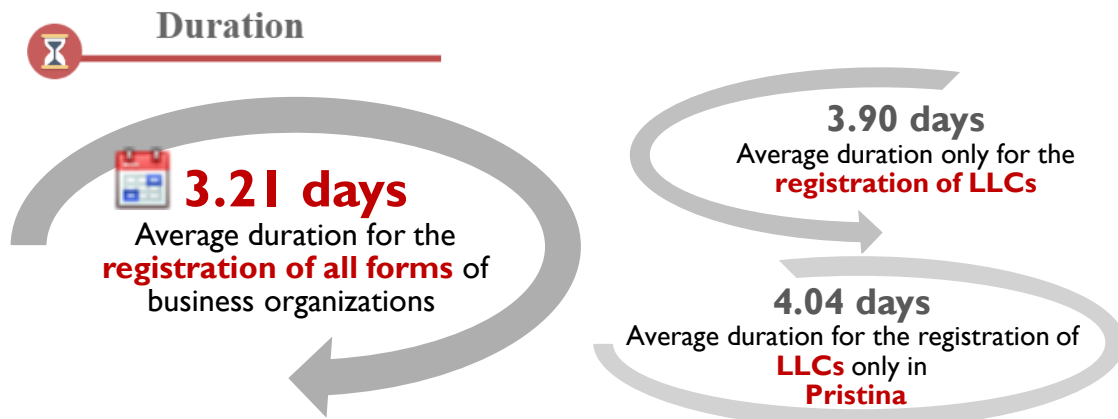 Duration
3.21 days
Average duration for the
registration of all forms of
business organizations
3.90 days
Average duration only for the
registration of LLCs
4.04 days
Average duration for the registration of
LLCs only in
Pristina